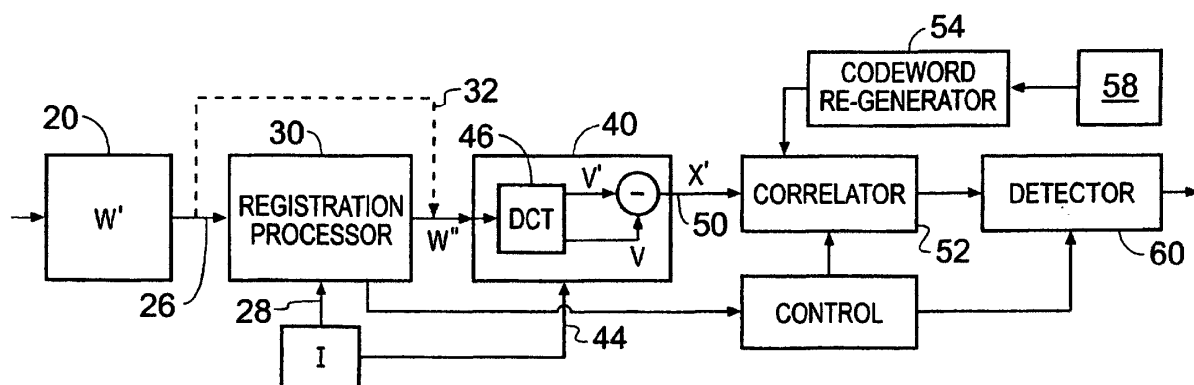 54
CODEWORD
RE-GENERATOR
58
32
20
30
46
40
W'
REGISTRATION
PROCESSOR
W"
DCT
V'
−
V
X'
50
CORRELATOR
DETECTOR
26
28
52
60
I
44
CONTROL